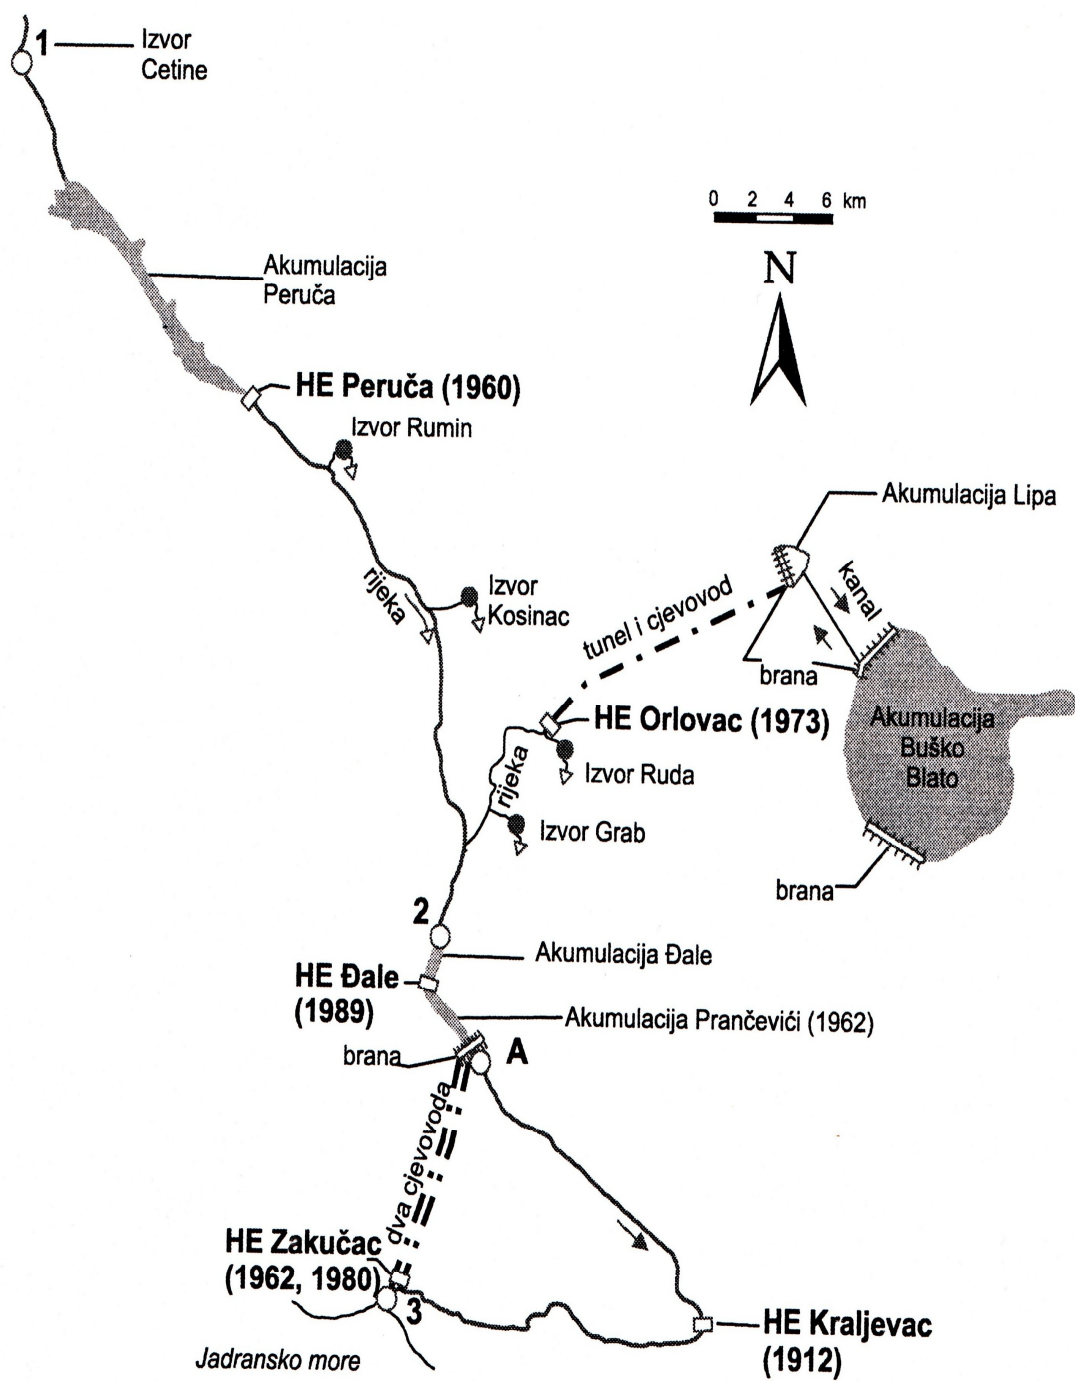 1
Izvor
Cetine
0 2 4 6 km
N
Akumulacija
Peruča
HE Peruča (1960)
Izvor Rumin
Akumulacija Lipa
kanal
rijeka
Izvor
Kosinac
tunel i cjevovod
brana
HE Orlovac (1973)
Akumulacija
Buško
Blato
rijeka
Izvor Ruda
Izvor Grab
brana
2
Akumulacija Đale
HE Đale
(1989)
Akumulacija Prančevići (1962)
brana
A
dva cjevovoda
HE Zakučac
(1962, 1980)
3
HE Kraljevac
(1912)
Jadransko more